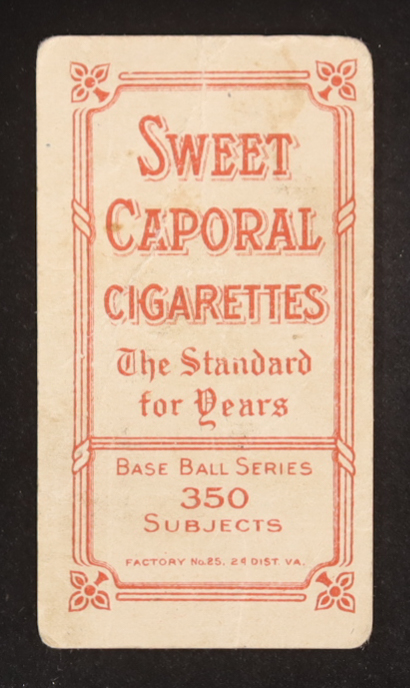 SWEET
CAPORAL
CIGARETTES
The Standard
for Years
BASE BALL SERIES
350
SUBJECTS
FACTORY No.25. 2d DIST. VA.